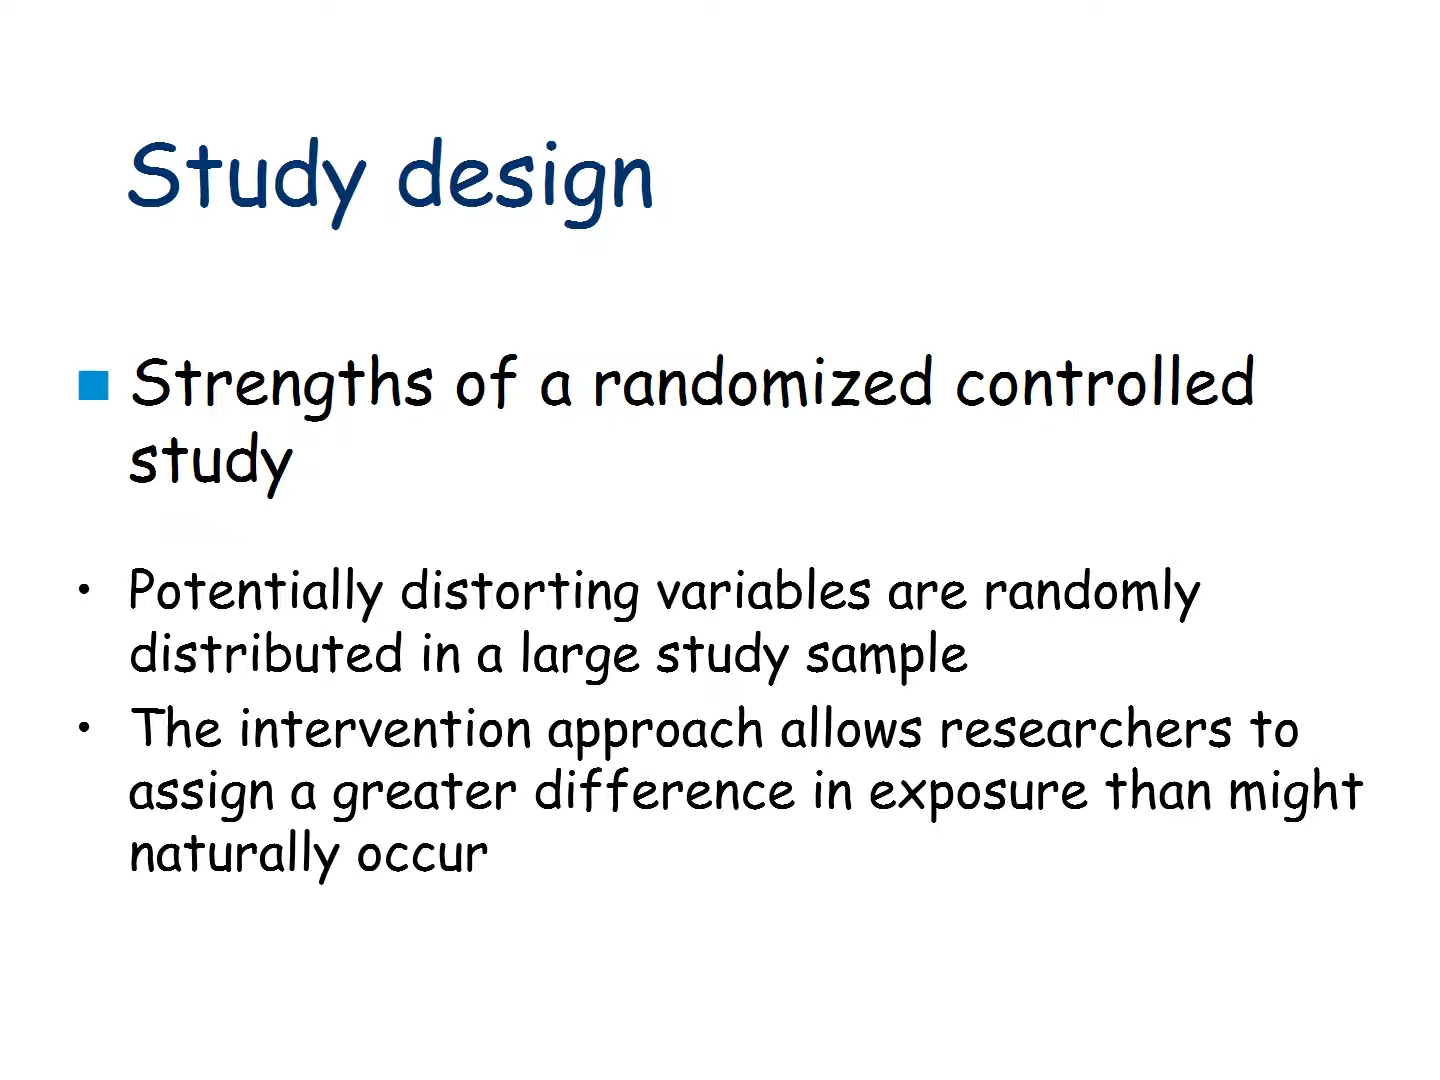 Study design
Strengths of a randomized controlled
study
• Potentially distorting variables are randomly
distributed in a large study sample
• The intervention approach allows researchers to
assign a greater difference in exposure than might
naturally occur